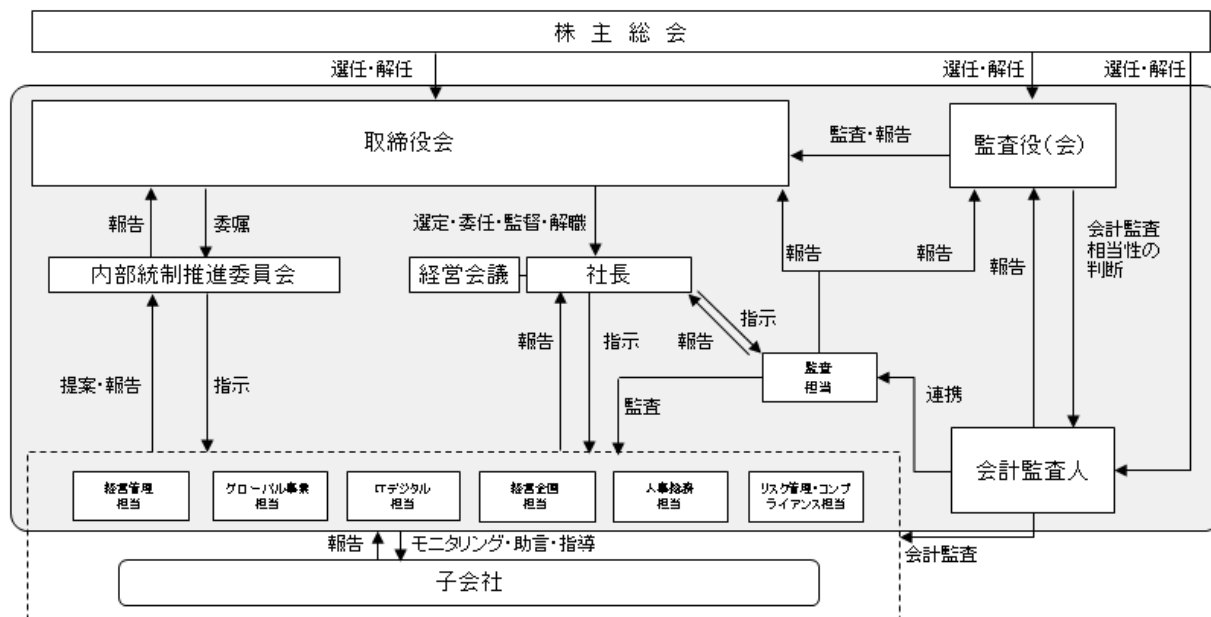 株主総会
選任・解任
選任・解任
選任・解任
取締役会
監査・報告
監査役(会)
報告
委嘱
選定・委任・監督・解職
報告
報告
報告
会計監査
相当性の
判断
内部統制推進委員会
経営会議
社長
指示
報告
報告
指示
監査
担当
提案・報告
指示
監査
連携
会計監査人
経営管理
担当
グローバル事業
担当
ITデジタル
担当
経営企画
担当
人事総務
担当
リスク管理・コンプ
ライアンス担当
報告
モニタリング・助言・指導
会計監査
子会社